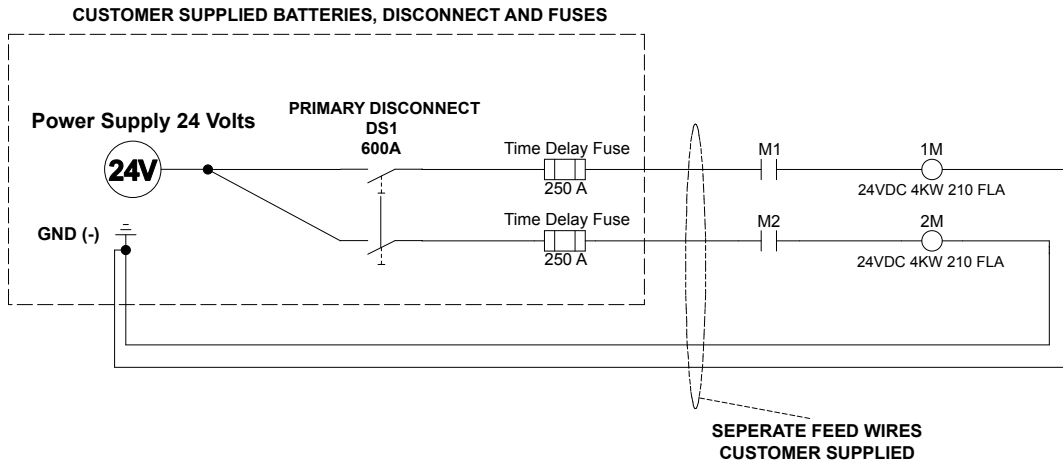 CUSTOMER SUPPLIED BATTERIES, DISCONNECT AND FUSES
Power Supply 24 Volts
24V
GND (-)
PRIMARY DISCONNECT
DS1
600A
Time Delay Fuse
250 A
Time Delay Fuse
250 A
M1
1M
24VDC 4KW 210 FLA
M2
2M
24VDC 4KW 210 FLA
SEPERATE FEED WIRES
CUSTOMER SUPPLIED